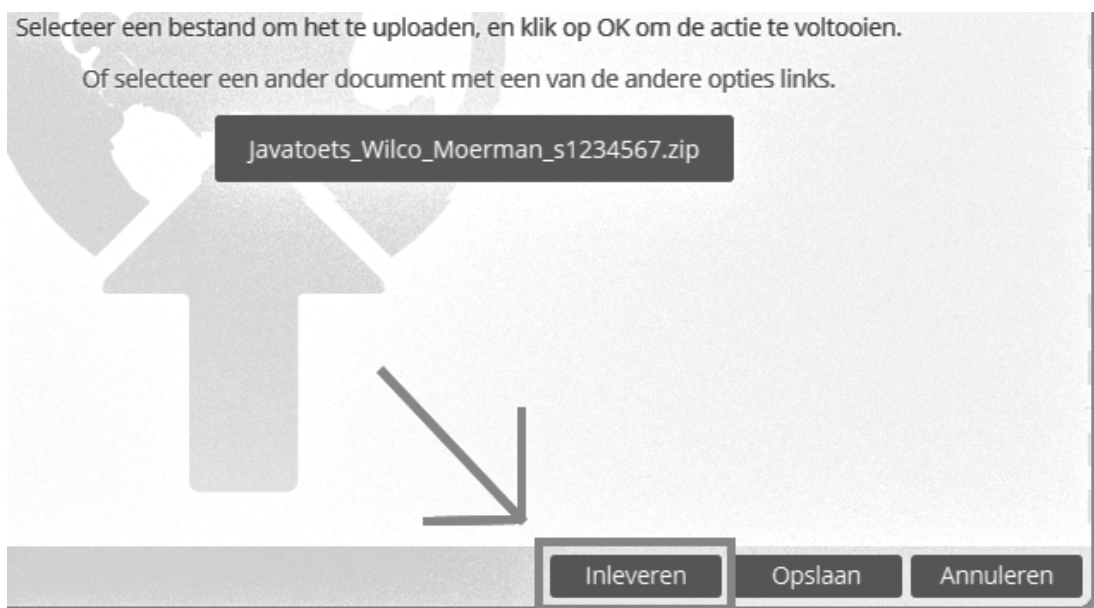 Selecteer een bestand om het te uploaden, en klik op OK om de actie te voltooien.
Of selecteer een ander document met een van de andere opties links.
Javatoets_Wilco_Moerman_s1234567.zip
Inleveren Opslaan Annuleren